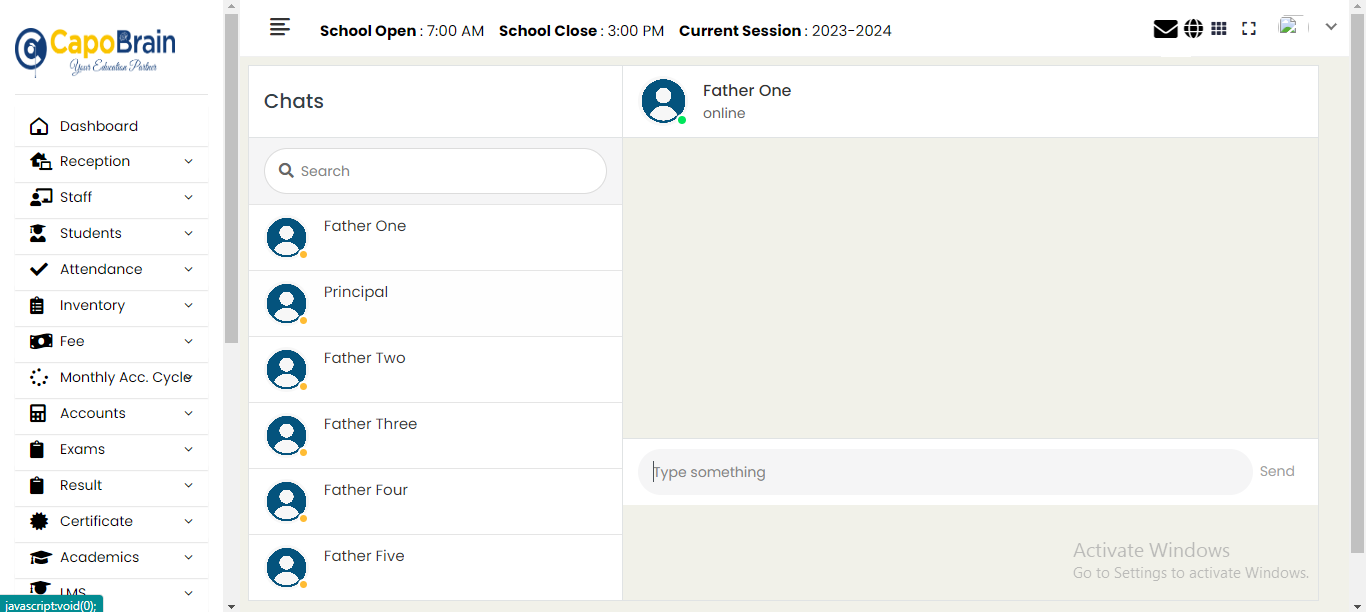 CapoBrain
Your Education Partner
School Open : 7:00 AM School Close : 3:00 PM Current Session : 2023-2024
Dashboard
Reception
Staff
Students
Attendance
Inventory
Fee
Monthly Acc. Cycle
Accounts
Exams
Result
Certificate
Academics
LMS
javascript:void(0);
Chats
Search
Father One
Principal
Father Two
Father Three
Father Four
Father Five
Father One
online
Type something
Send
Activate Windows
Go to Settings to activate Windows.